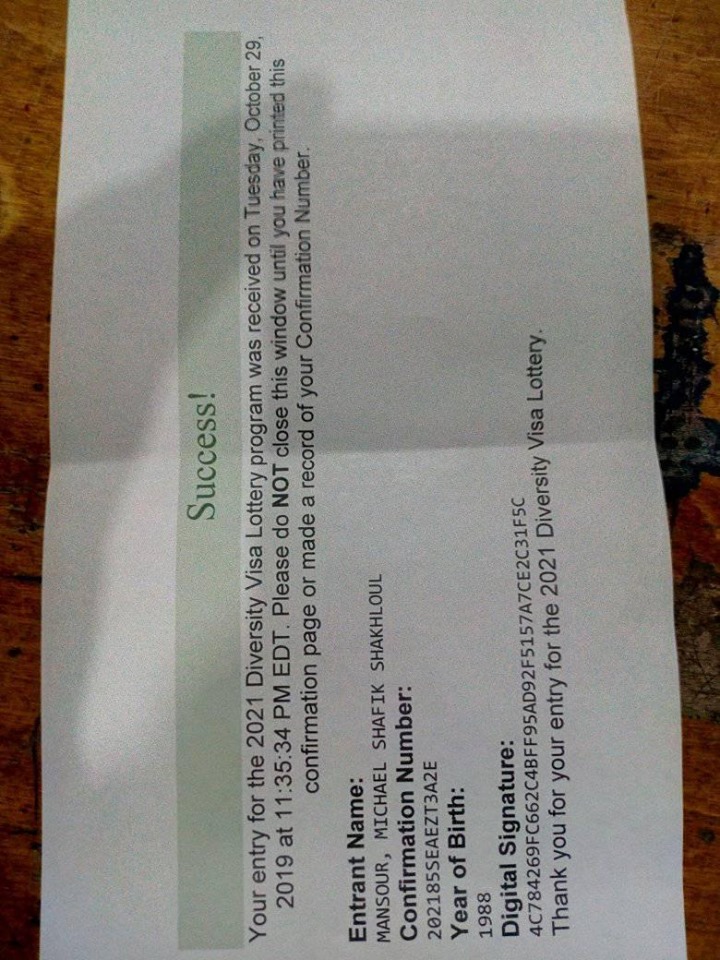 Success!
Your entry for the 2021 Diversity Visa Lottery program was received on Tuesday, October 29,
2019 at 11:35:34 PM EDT. Please do NOT close this window until you have printed this
confirmation page or made a record of your Confirmation Number.
Entrant Name:
MANSOUR, MICHAEL SHAFIK SHAKHLOUL
Confirmation Number:
202185SEAEZT3A2E
Year of Birth:
1988
Digital Signature:
4C784269FC662C4BFF95AD92F5157A7CE2C31F5C
Thank you for your entry for the 2021 Diversity Visa Lottery.